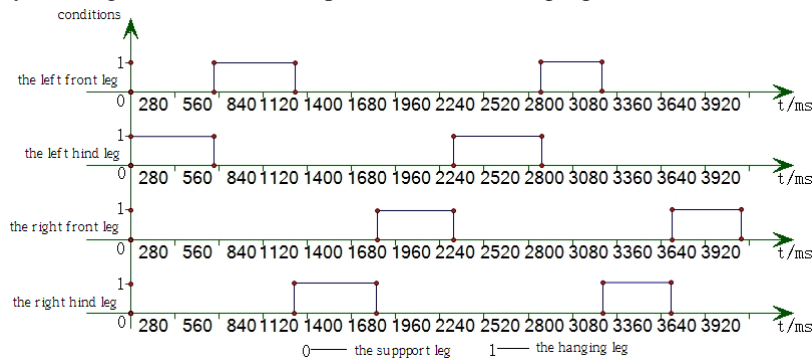 conditions
1
the left front leg
0
280 560 840 1120 1400 1680 1960 2240 2520 2800 3080 3360 3640 3920 t/ms
1
the left hind leg
0
280 560 840 1120 1400 1680 1960 2240 2520 2800 3080 3360 3640 3920 t/ms
1
the right front leg
0
280 560 840 1120 1400 1680 1960 2240 2520 2800 3080 3360 3640 3920 t/ms
1
the right hind leg
0
280 560 840 1120 1400 1680 1960 2240 2520 2800 3080 3360 3640 3920 t/ms
0 — the suppport leg 1 — the hanging leg